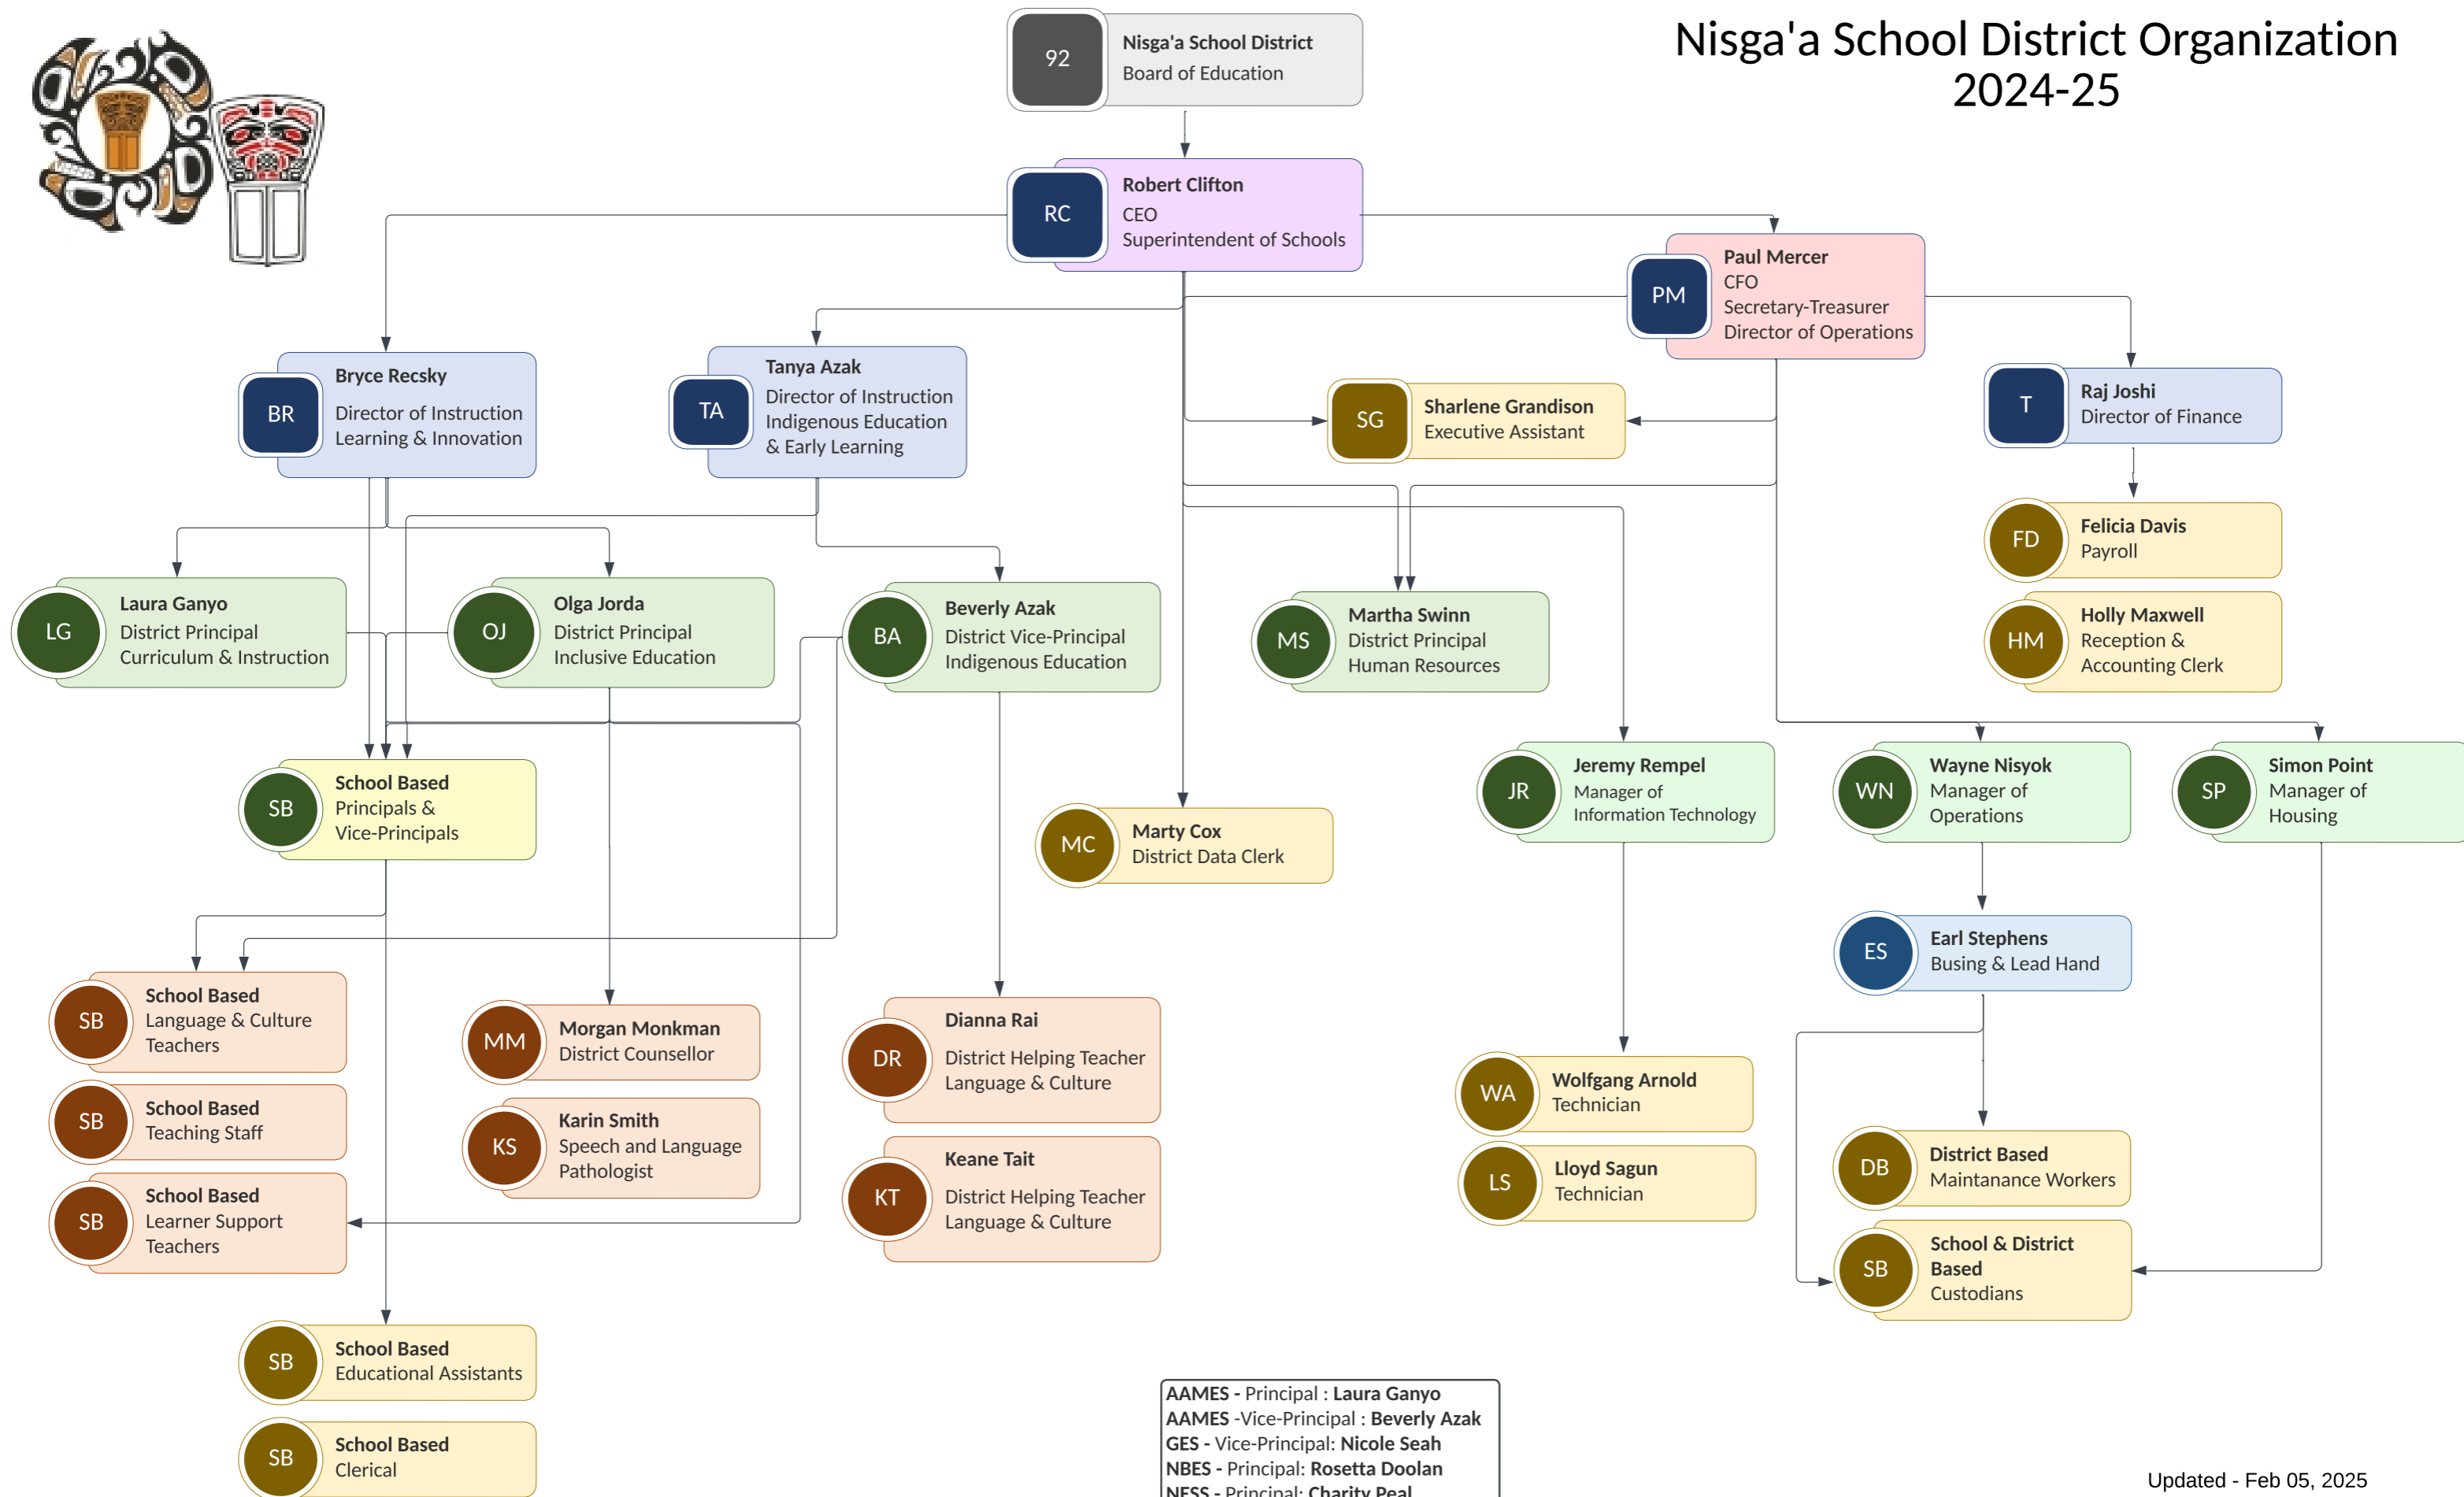 Nisga'a School District Organization
2024-25
92
Nisga'a School District
Board of Education
RC
Robert Clifton
CEO
Superintendent of Schools
PM
Paul Mercer
CFO
Secretary-Treasurer
Director of Operations
BR
Bryce Recsky
Director of Instruction
Learning & Innovation
TA
Tanya Azak
Director of Instruction
Indigenous Education
& Early Learning
SG
Sharlene Grandison
Executive Assistant
T
Raj Joshi
Director of Finance
FD
Felicia Davis
Payroll
LG
Laura Ganyo
District Principal
Curriculum & Instruction
OJ
Olga Jorda
District Principal
Inclusive Education
BA
Beverly Azak
District Vice-Principal
Indigenous Education
MS
Martha Swinn
District Principal
Human Resources
HM
Holly Maxwell
Reception &
Accounting Clerk
SB
School Based
Principals &
Vice-Principals
MC
Marty Cox
District Data Clerk
JR
Jeremy Rempel
Manager of
Information Technology
WN
Wayne Nisyok
Manager of
Operations
SP
Simon Point
Manager of
Housing
ES
Earl Stephens
Busing & Lead Hand
SB
School Based
Language & Culture
Teachers
MM
Morgan Monkman
District Counsellor
DR
Dianna Rai
District Helping Teacher
Language & Culture
WA
Wolfgang Arnold
Technician
SB
School Based
Teaching Staff
KS
Karin Smith
Speech and Language
Pathologist
KT
Keane Tait
District Helping Teacher
Language & Culture
LS
Lloyd Sagun
Technician
DB
District Based
Maintanance Workers
SB
School Based
Learner Support
Teachers
SB
School & District
Based
Custodians
SB
School Based
Educational Assistants
SB
School Based
Clerical
AAMES - Principal : Laura Ganyo
AAMES -Vice-Principal : Beverly Azak
GES - Vice-Principal: Nicole Seah
NBES - Principal: Rosetta Doolan
NESS - Principal: Charity Peal
Updated - Feb 05, 2025